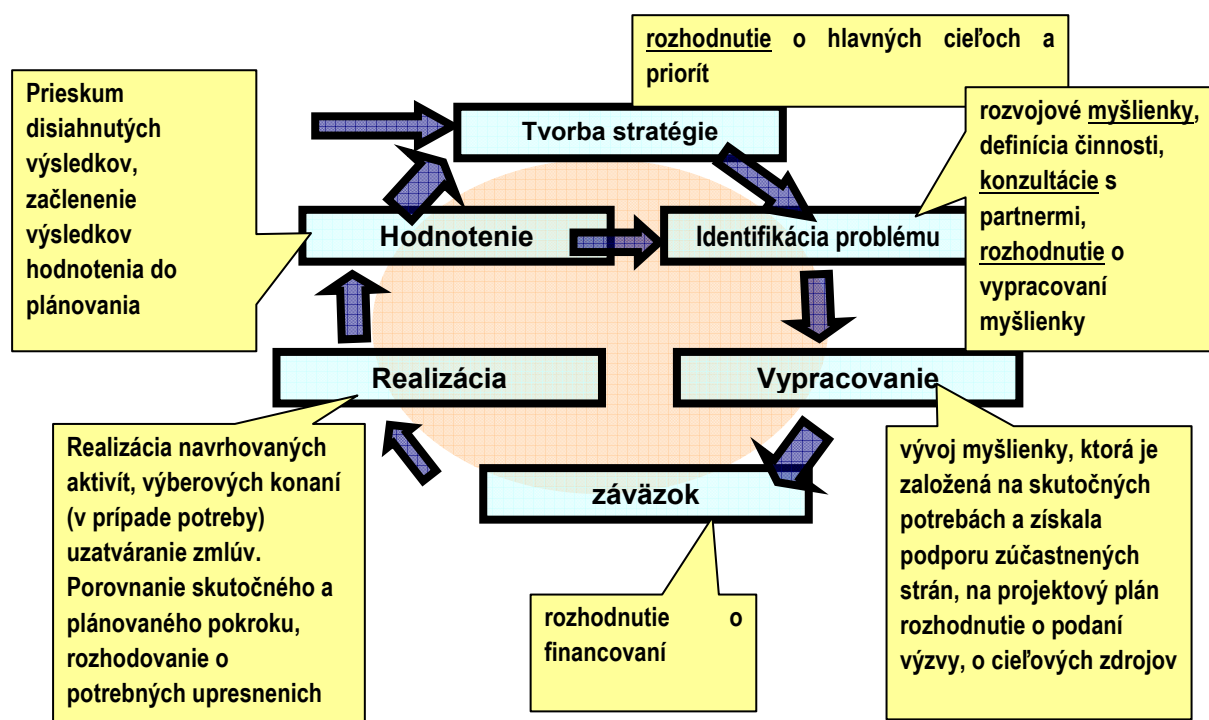 rozhodnutie o hlavných cieľoch a
priorít
Prieskum
disiahnutých
výsledkov,
začlenenie
výsledkov
hodnotenia do
plánovania
Tvorba stratégie
rozvojové myšlienky,
definícia činnosti,
konzultácie s
partnermi,
rozhodnutie o
vypracovaní
myšlienky
Hodnotenie
Identifikácia problému
Realizácia
Vypracovanie
Realizácia navrhovaných
aktivít, výberových konaní
(v prípade potreby)
uzatváranie zmlúv.
Porovnanie skutočného a
plánovaného pokroku,
rozhodovanie o
potrebných upresnenich
záväzok
rozhodnutie o
financovaní
vývoj myšlienky, ktorá je
založená na skutočných
potrebách a získala
podporu zúčastnených
strán, na projektový plán
rozhodnutie o podaní
výzvy, o cieľových zdrojov